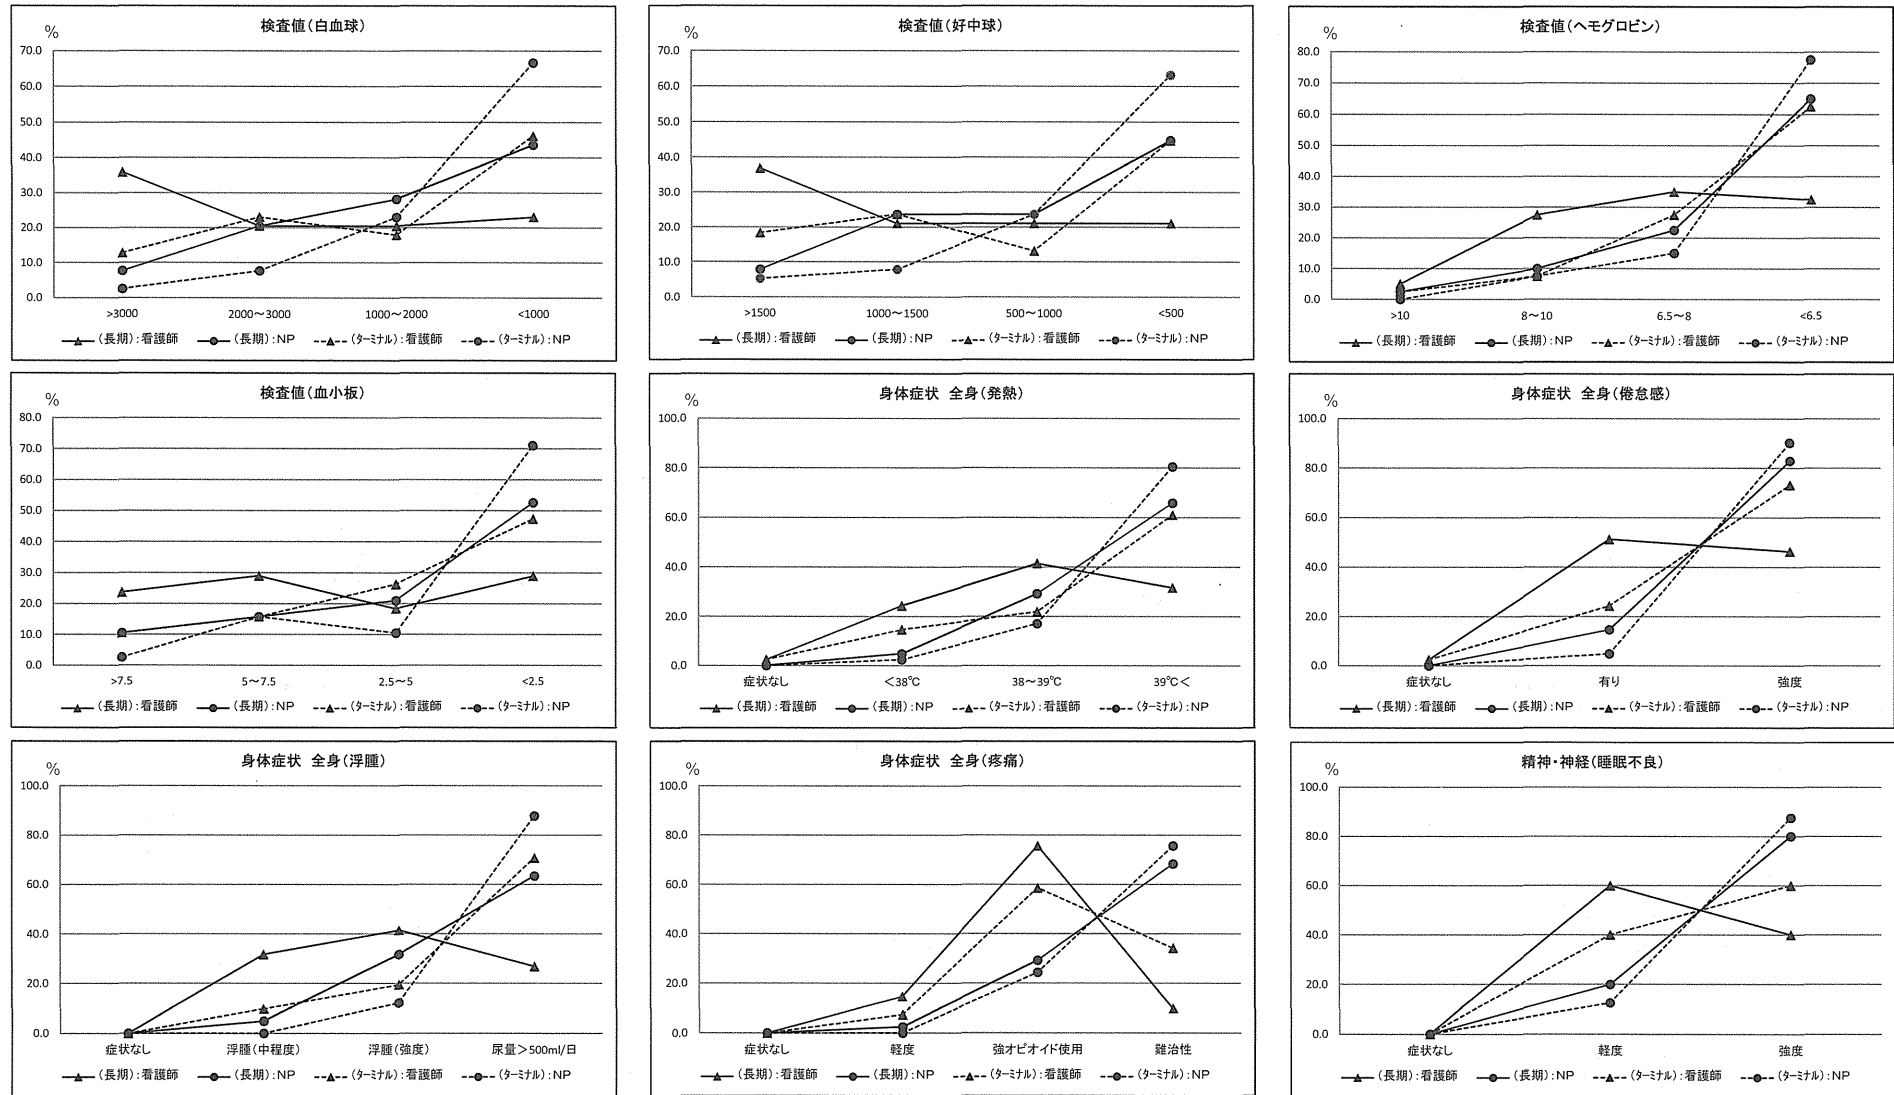 検査値(白血球)
%
70.0
60.0
50.0
40.0
30.0
20.0
10.0
0.0
>3000 2000～3000 1000～2000 <1000
(長期):看護師 (長期):NP (ターミナル):看護師 (ターミナル):NP
検査値(好中球)
%
70.0
60.0
50.0
40.0
30.0
20.0
10.0
0.0
>1500 1000～1500 500～1000 <500
(長期):看護師 (長期):NP (ターミナル):看護師 (ターミナル):NP
検査値(ヘモグロビン)
%
80.0
70.0
60.0
50.0
40.0
30.0
20.0
10.0
0.0
>10 8～10 6.5～8 <6.5
(長期):看護師 (長期):NP (ターミナル):看護師 (ターミナル):NP
検査値(血小板)
%
80.0
70.0
60.0
50.0
40.0
30.0
20.0
10.0
0.0
>7.5 5～7.5 2.5～5 <2.5
(長期):看護師 (長期):NP (ターミナル):看護師 (ターミナル):NP
身体症状 全身(発熱)
%
100.0
80.0
60.0
40.0
20.0
0.0
症状なし <38℃ 38～39℃ 39℃<
(長期):看護師 (長期):NP (ターミナル):看護師 (ターミナル):NP
身体症状 全身(倦怠感)
%
100.0
80.0
60.0
40.0
20.0
0.0
症状なし 有り 強度
(長期):看護師 (長期):NP (ターミナル):看護師 (ターミナル):NP
身体症状 全身(浮腫)
%
100.0
80.0
60.0
40.0
20.0
0.0
症状なし 浮腫(中程度) 浮腫(強度) 尿量>500ml/日
(長期):看護師 (長期):NP (ターミナル):看護師 (ターミナル):NP
身体症状 全身(疼痛)
%
100.0
80.0
60.0
40.0
20.0
0.0
症状なし 軽度 強オピオイド使用 難治性
(長期):看護師 (長期):NP (ターミナル):看護師 (ターミナル):NP
精神・神経(睡眠不良)
%
100.0
80.0
60.0
40.0
20.0
0.0
症状なし 軽度 強度
(長期):看護師 (長期):NP (ターミナル):看護師 (ターミナル):NP